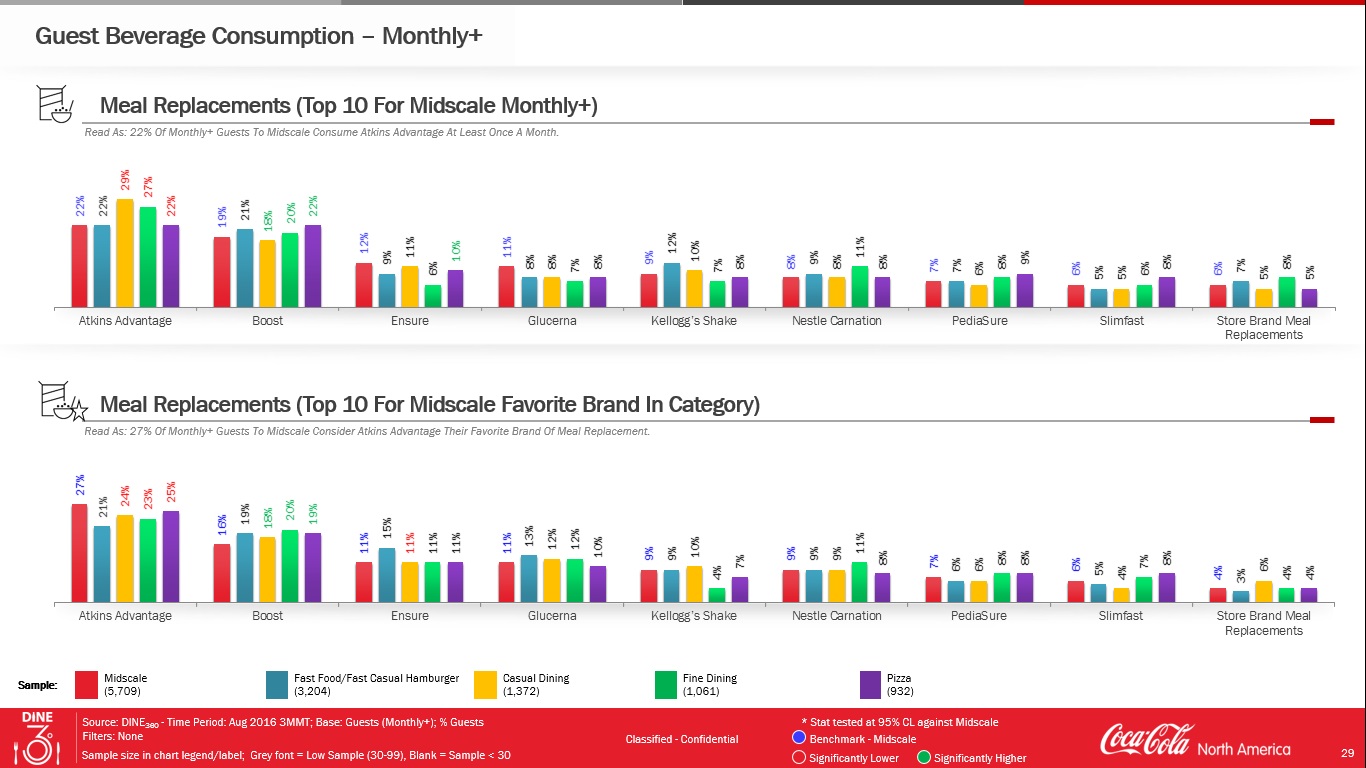 Guest Beverage Consumption – Monthly+
Meal Replacements (Top 10 For Midscale Monthly+)
Read As: 22% Of Monthly+ Guests To Midscale Consume Atkins Advantage At Least Once A Month.
22% 22% 29% 27% 22% 19% 21% 18% 20% 22% 12% 9% 11% 6% 10% 11% 8% 8% 7% 8% 9% 12% 10% 7% 8% 8% 9% 8% 11% 8% 7% 7% 6% 8% 9% 6% 5% 5% 6% 8% 6% 7% 5% 8% 5%
Atkins Advantage Boost Ensure Glucerna Kellogg's Shake Nestle Carnation PediaSure Slimfast Store Brand Meal
Replacements
Meal Replacements (Top 10 For Midscale Favorite Brand In Category)
Read As: 27% Of Monthly+ Guests To Midscale Consider Atkins Advantage Their Favorite Brand Of Meal Replacement.
27% 21% 24% 23% 25% 16% 19% 18% 20% 19% 11% 15% 11% 11% 11% 11% 13% 12% 12% 10% 9% 9% 10% 4% 7% 9% 9% 9% 11% 8% 7% 6% 6% 8% 8% 6% 5% 4% 7% 8% 4% 3% 6% 4% 4%
Atkins Advantage Boost Ensure Glucerna Kellogg's Shake Nestle Carnation PediaSure Slimfast Store Brand Meal
Replacements
Sample: Midscale Fast Food/Fast Casual Hamburger Casual Dining Fine Dining Pizza
(5,709) (3,204) (1,372) (1,061) (932)
DINE
36°
Source: DINE360 - Time Period: Aug 2016 3MMT; Base: Guests (Monthly+); % Guests
Filters: None
Sample size in chart legend/label; Grey font = Low Sample (30-99), Blank = Sample < 30
Classified - Confidential
* Stat tested at 95% CL against Midscale
Benchmark - Midscale
Significantly Lower Significantly Higher
Coca-Cola North America
29